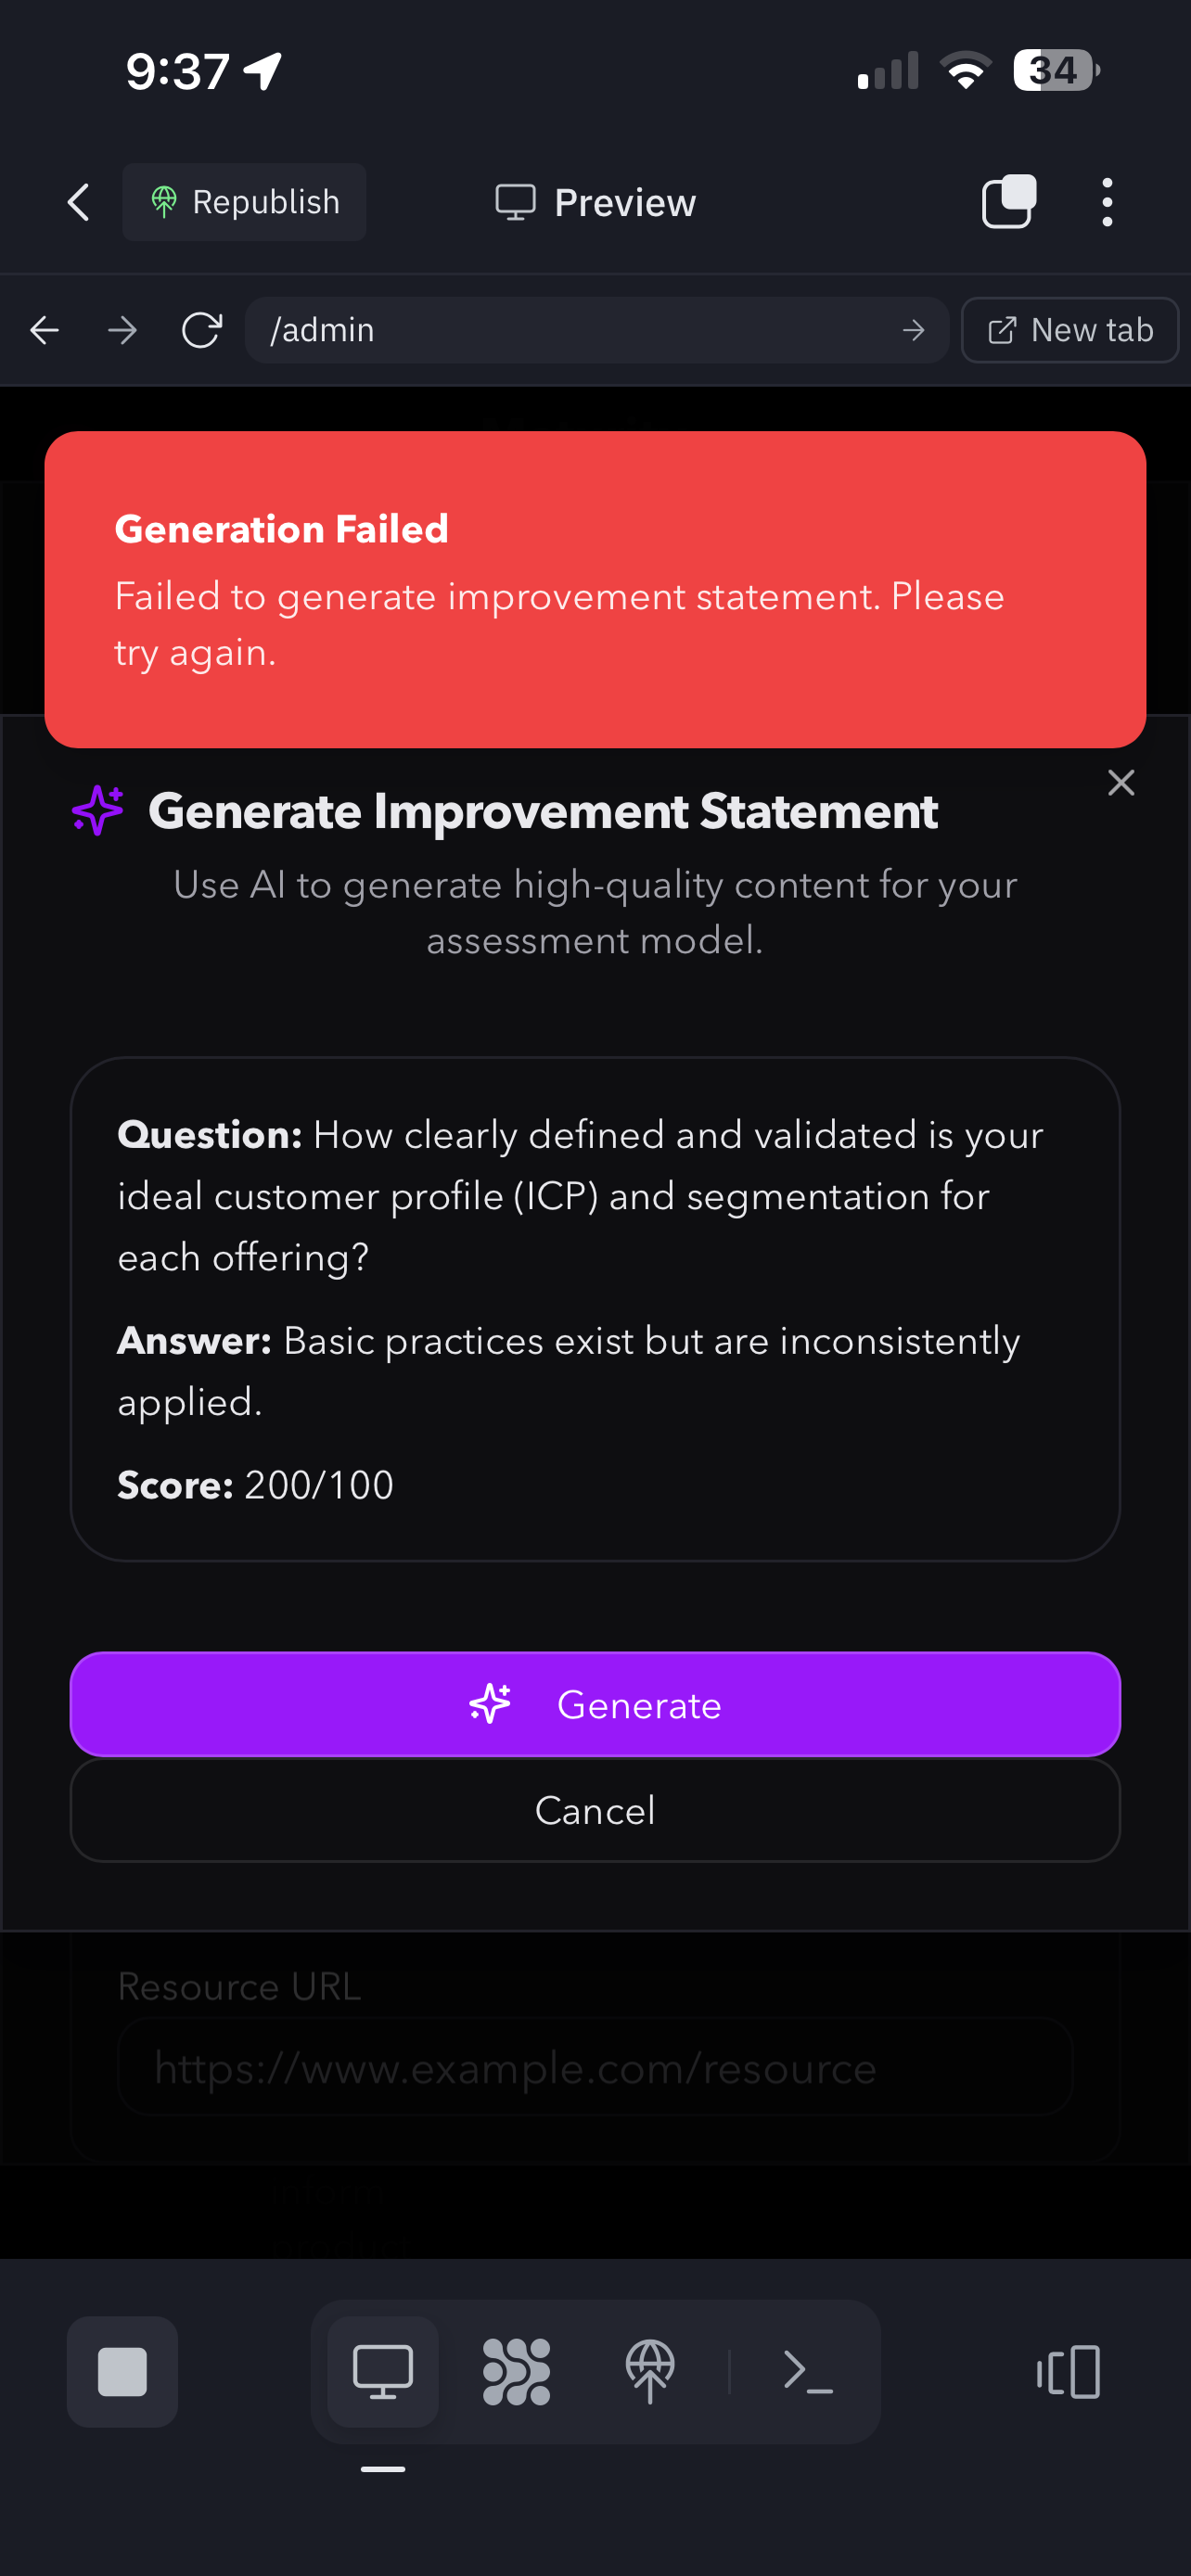 9:37
34
Republish
Preview
/admin
New tab
Generation Failed
Failed to generate improvement statement. Please
try again.
Generate Improvement Statement
Use AI to generate high-quality content for your
assessment model.
Question: How clearly defined and validated is your
ideal customer profile (ICP) and segmentation for
each offering?
Answer: Basic practices exist but are inconsistently
applied.
Score: 200/100
Generate
Cancel
Resource URL
https://www.example.com/resource
inform
product